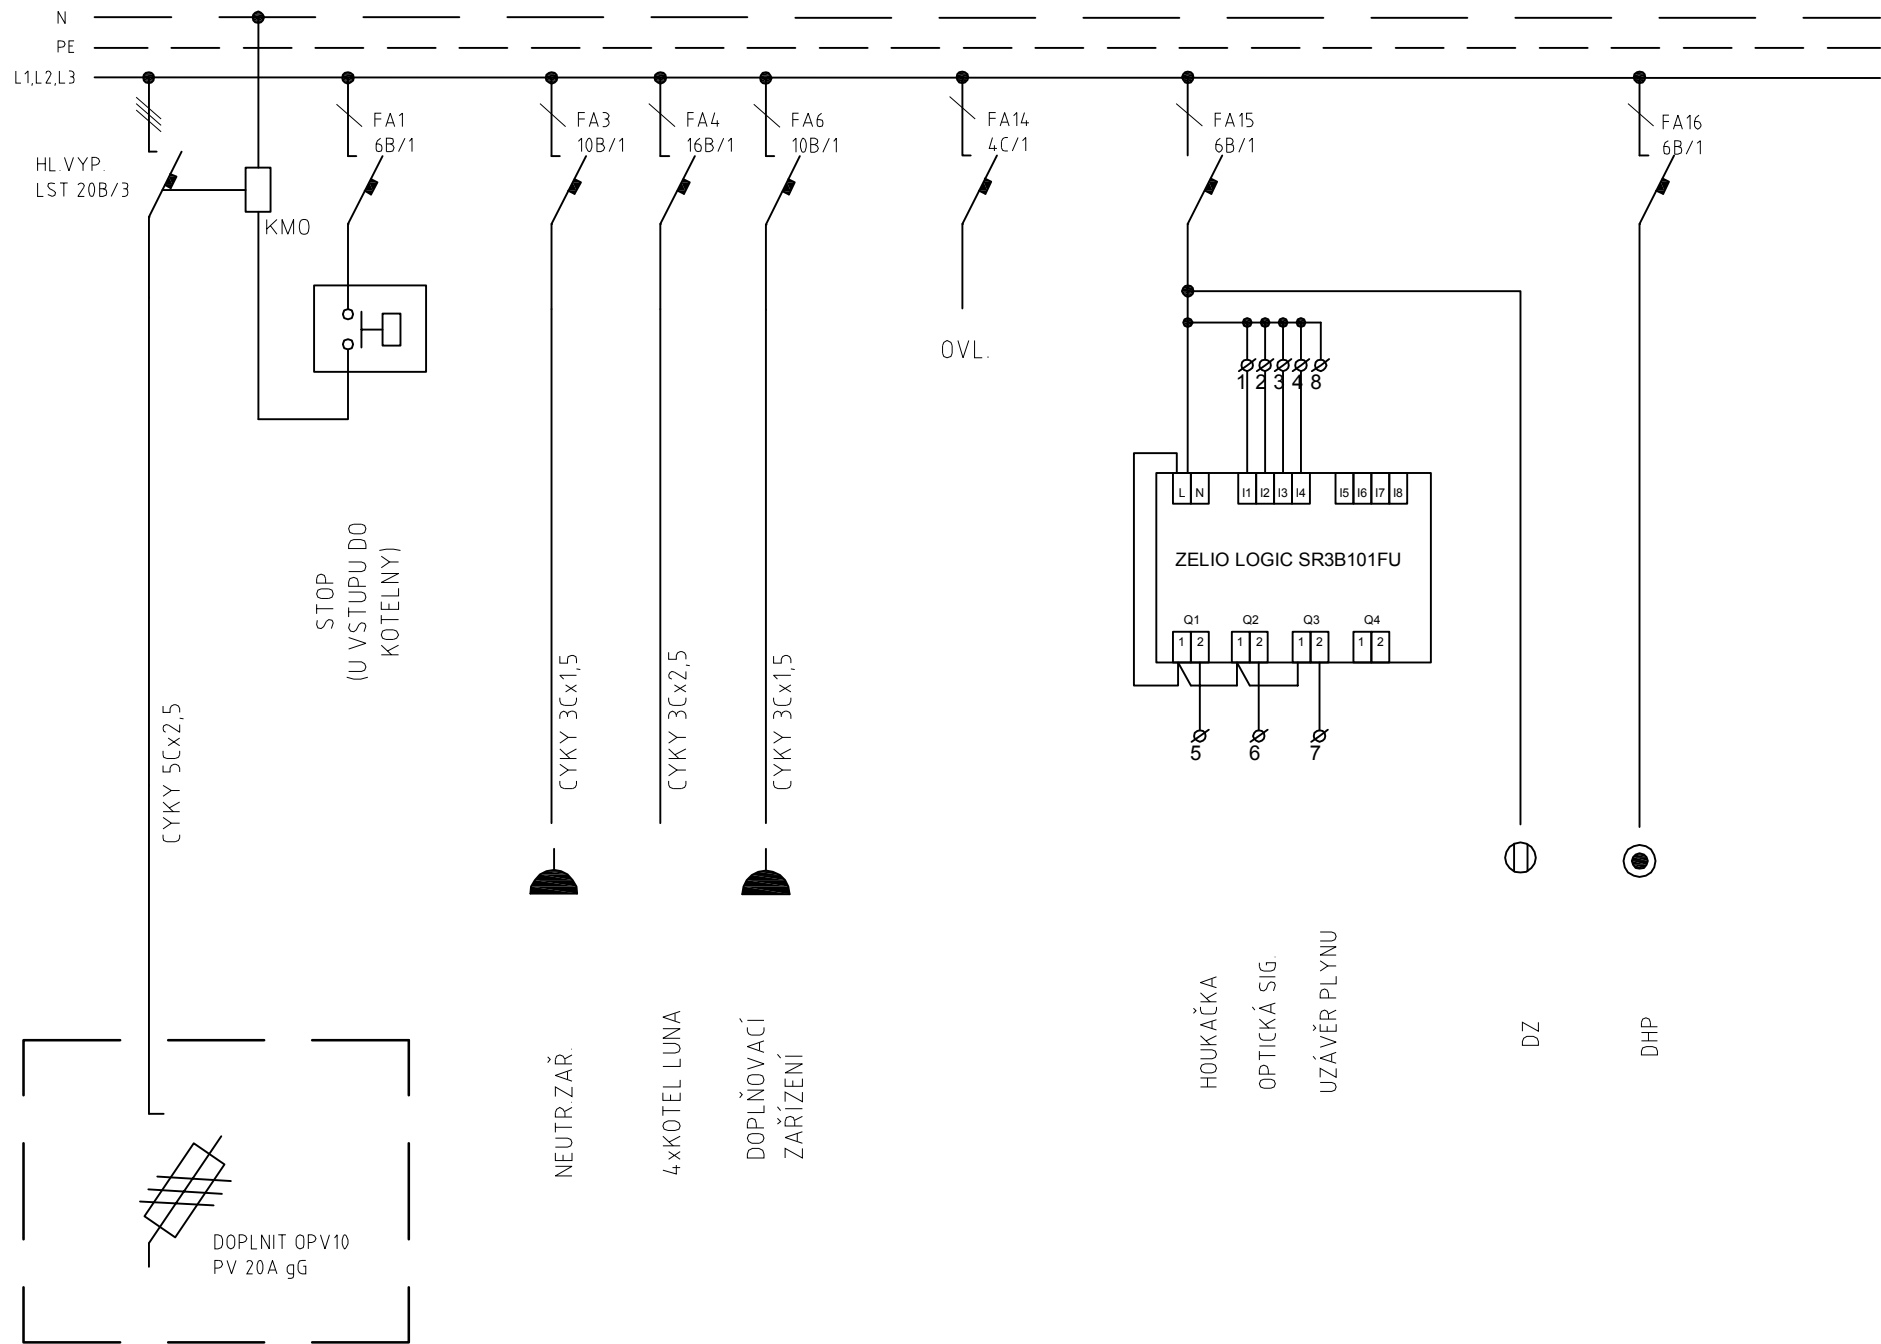 N
PE
L1,L2,L3
HL.VYP.
LST 20B/3
KM0
FA1
6B/1
FA3
10B/1
FA4
16B/1
FA6
10B/1
FA14
4C/1
FA15
6B/1
FA16
6B/1
OVL.
1 2 3 4 8
L N I1 I2 I3 I4 I5 I6 I7 I8
ZELIO LOGIC SR3B101FU
Q1 Q2 Q3 Q4
1 2 1 2 1 2 1 2
5 6 7
STOP
(U VSTUPU DO
KOTELNY)
CYKY 5Cx2,5
CYKY 3Cx1,5
CYKY 3Cx2,5
CYKY 3Cx1,5
NEUTR.ZAŘ.
4xKOTEL LUNA
DOPLŇOVACÍ
ZAŘÍZENÍ
HOUKAČKA
OPTICKÁ SIG.
UZÁVĚR PLYNU
DZ
DHP
DOPLNIT OPV10
PV 20A gG